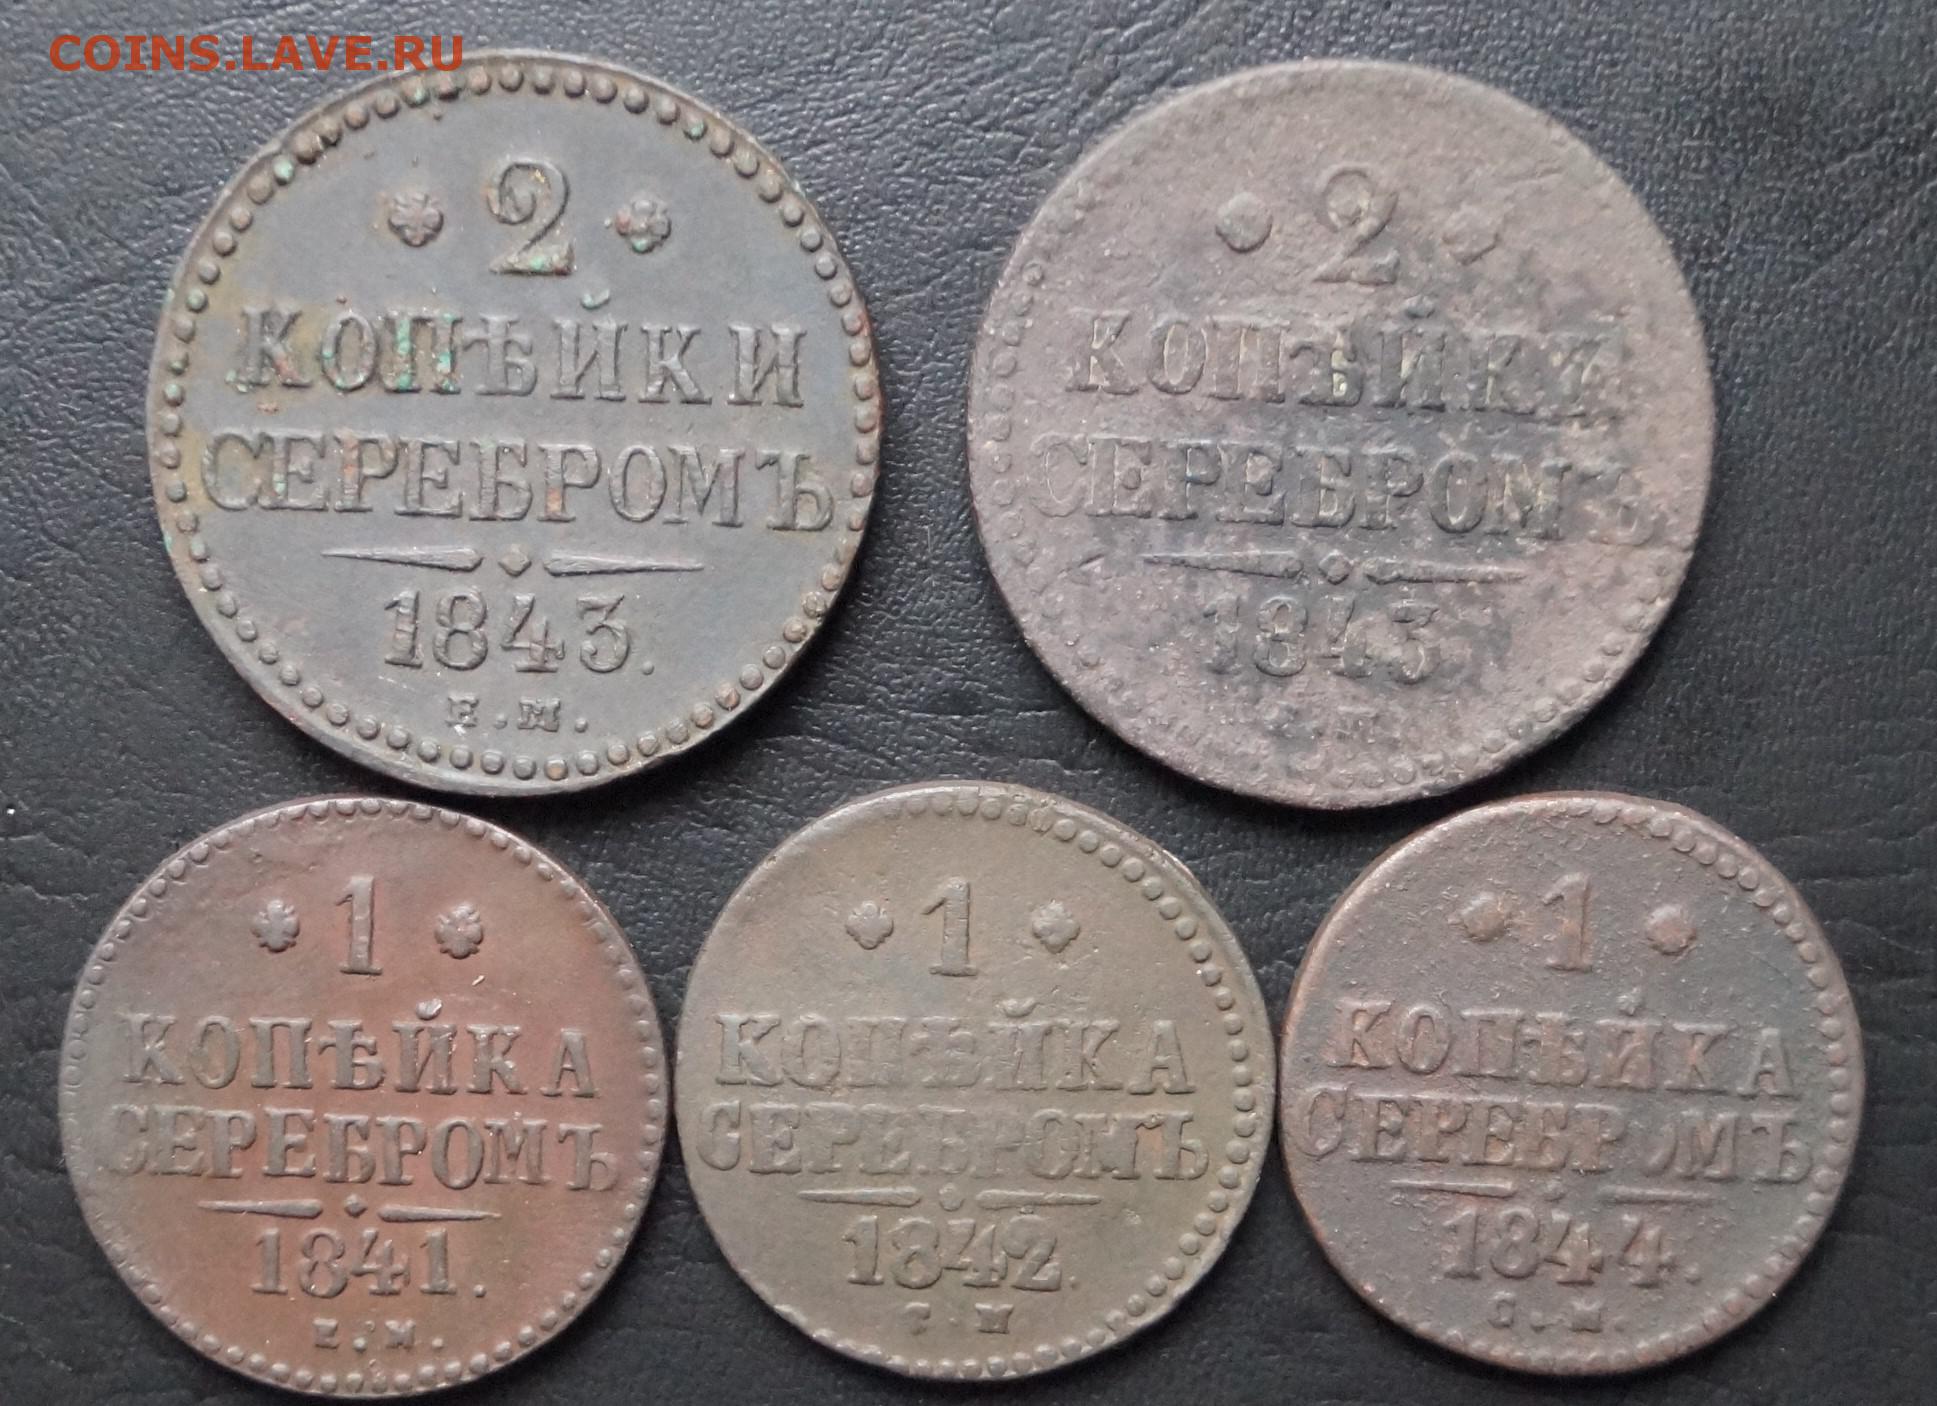 COINS.LAVE.RU
2
КОПѢЙКИ
СЕРЕБРОМЪ
1843.
Е.М.
2
КОПѢЙКИ
СЕРЕБРОМЪ
1843
М
1
КОПѢЙКА
СЕРЕБРОМЪ
1841.
Е.М.
1
КОПѢЙКА
СЕРЕБРОМЪ
1842.
С.М
1
КОПѢЙКА
СЕРЕБРОМЪ
1844.
С.М.